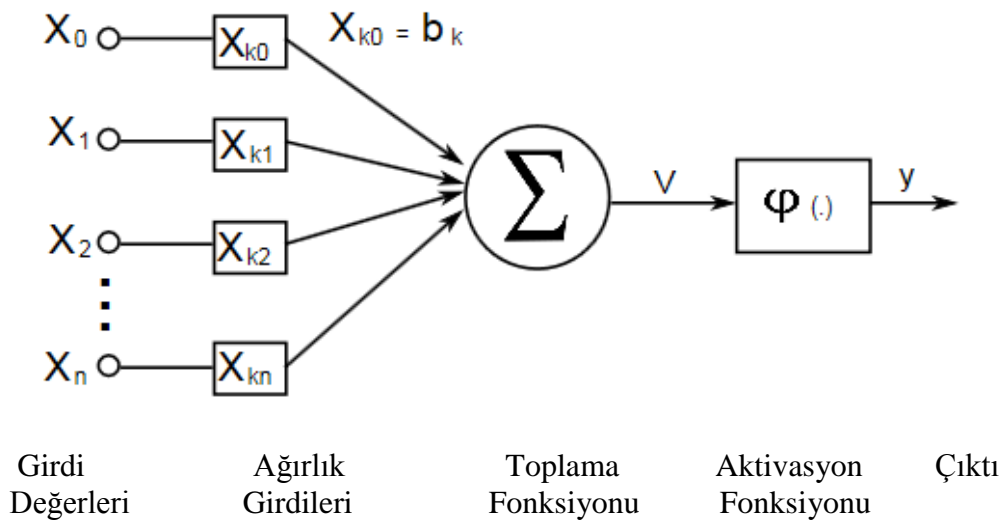 X0 Xk0 Xk0 = bk
X1 Xk1
X2 Xk2
Xn Xkn
Σ V φ (.) y
Girdi Ağırlık Toplama Aktivasyon Çıktı
Değerleri Girdileri Fonksiyonu Fonksiyonu